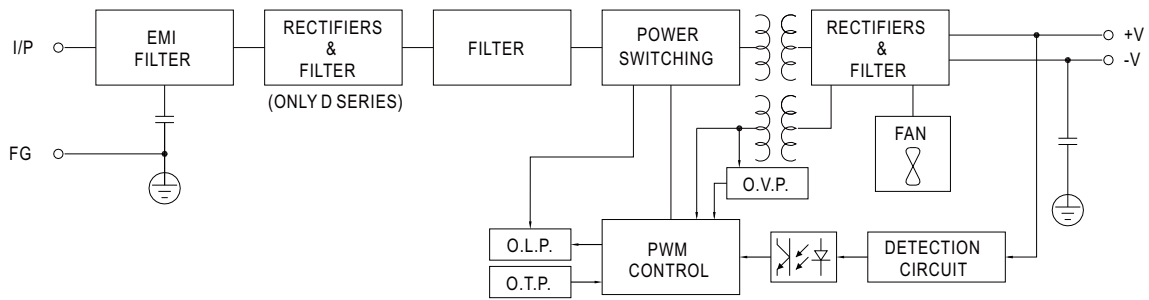 I/P
EMI
FILTER
RECTIFIERS
&
FILTER
(ONLY D SERIES)
FILTER
POWER
SWITCHING
RECTIFIERS
&
FILTER
+V
-V
FG
FAN
O.V.P.
O.L.P.
O.T.P.
PWM
CONTROL
DETECTION
CIRCUIT